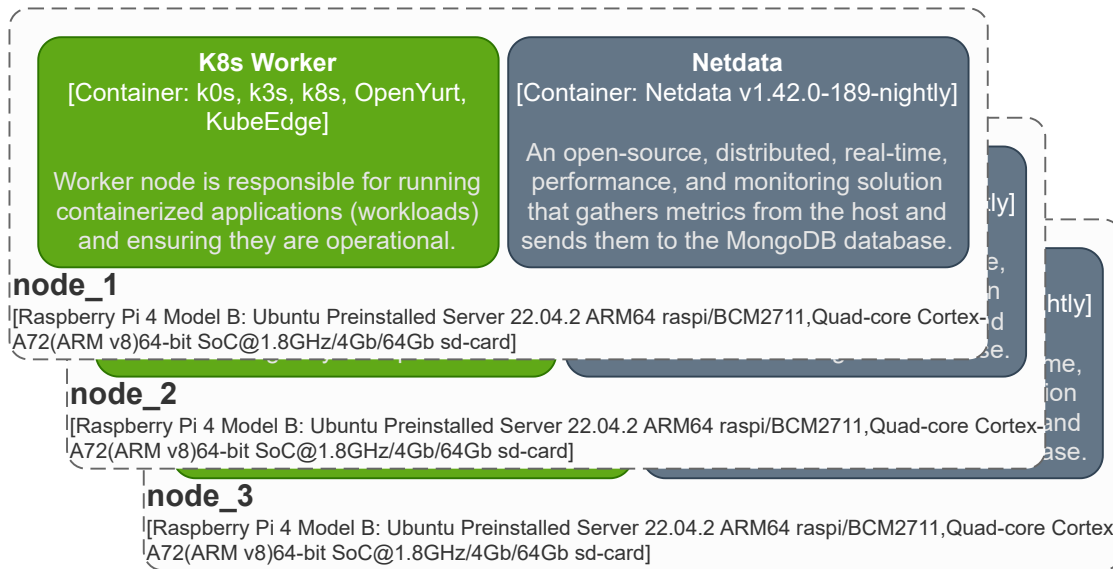 K8s Worker
[Container: k0s, k3s, k8s, OpenYurt,
KubeEdge]
Worker node is responsible for running
containerized applications (workloads)
and ensuring they are operational.
Netdata
[Container: Netdata v1.42.0-189-nightly]
An open-source, distributed, real-time,
performance, and monitoring solution
that gathers metrics from the host and
sends them to the MongoDB database.
node_1
[Raspberry Pi 4 Model B: Ubuntu Preinstalled Server 22.04.2 ARM64 raspi/BCM2711,Quad-core Cortex-
A72(ARM v8)64-bit SoC@1.8GHz/4Gb/64Gb sd-card]
node_2
[Raspberry Pi 4 Model B: Ubuntu Preinstalled Server 22.04.2 ARM64 raspi/BCM2711,Quad-core Cortex-
A72(ARM v8)64-bit SoC@1.8GHz/4Gb/64Gb sd-card]
and
node_3
[Raspberry Pi 4 Model B: Ubuntu Preinstalled Server 22.04.2 ARM64 raspi/BCM2711,Quad-core Cortex
A72(ARM v8)64-bit SoC@1.8GHz/4Gb/64Gb sd-card]